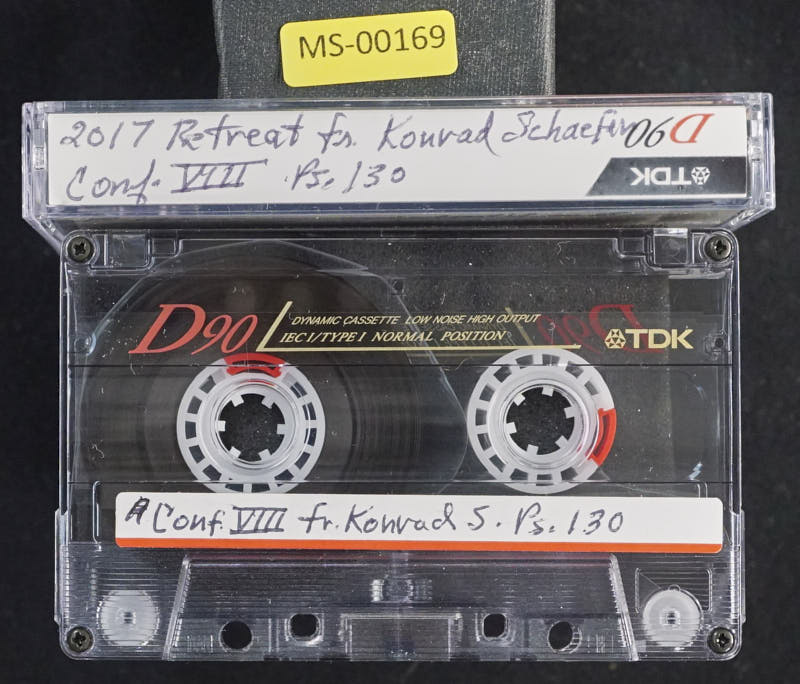 MS-00169
2017 Retreat fr. Konrad Schaefer
D90
Conf. VIII Ps. 130
TDK
D90
DYNAMIC CASSETTE LOW NOISE HIGH OUTPUT
IEC I/TYPE I NORMAL POSITION
TDK
A Conf. VIII fr. Konrad S. Ps. 130